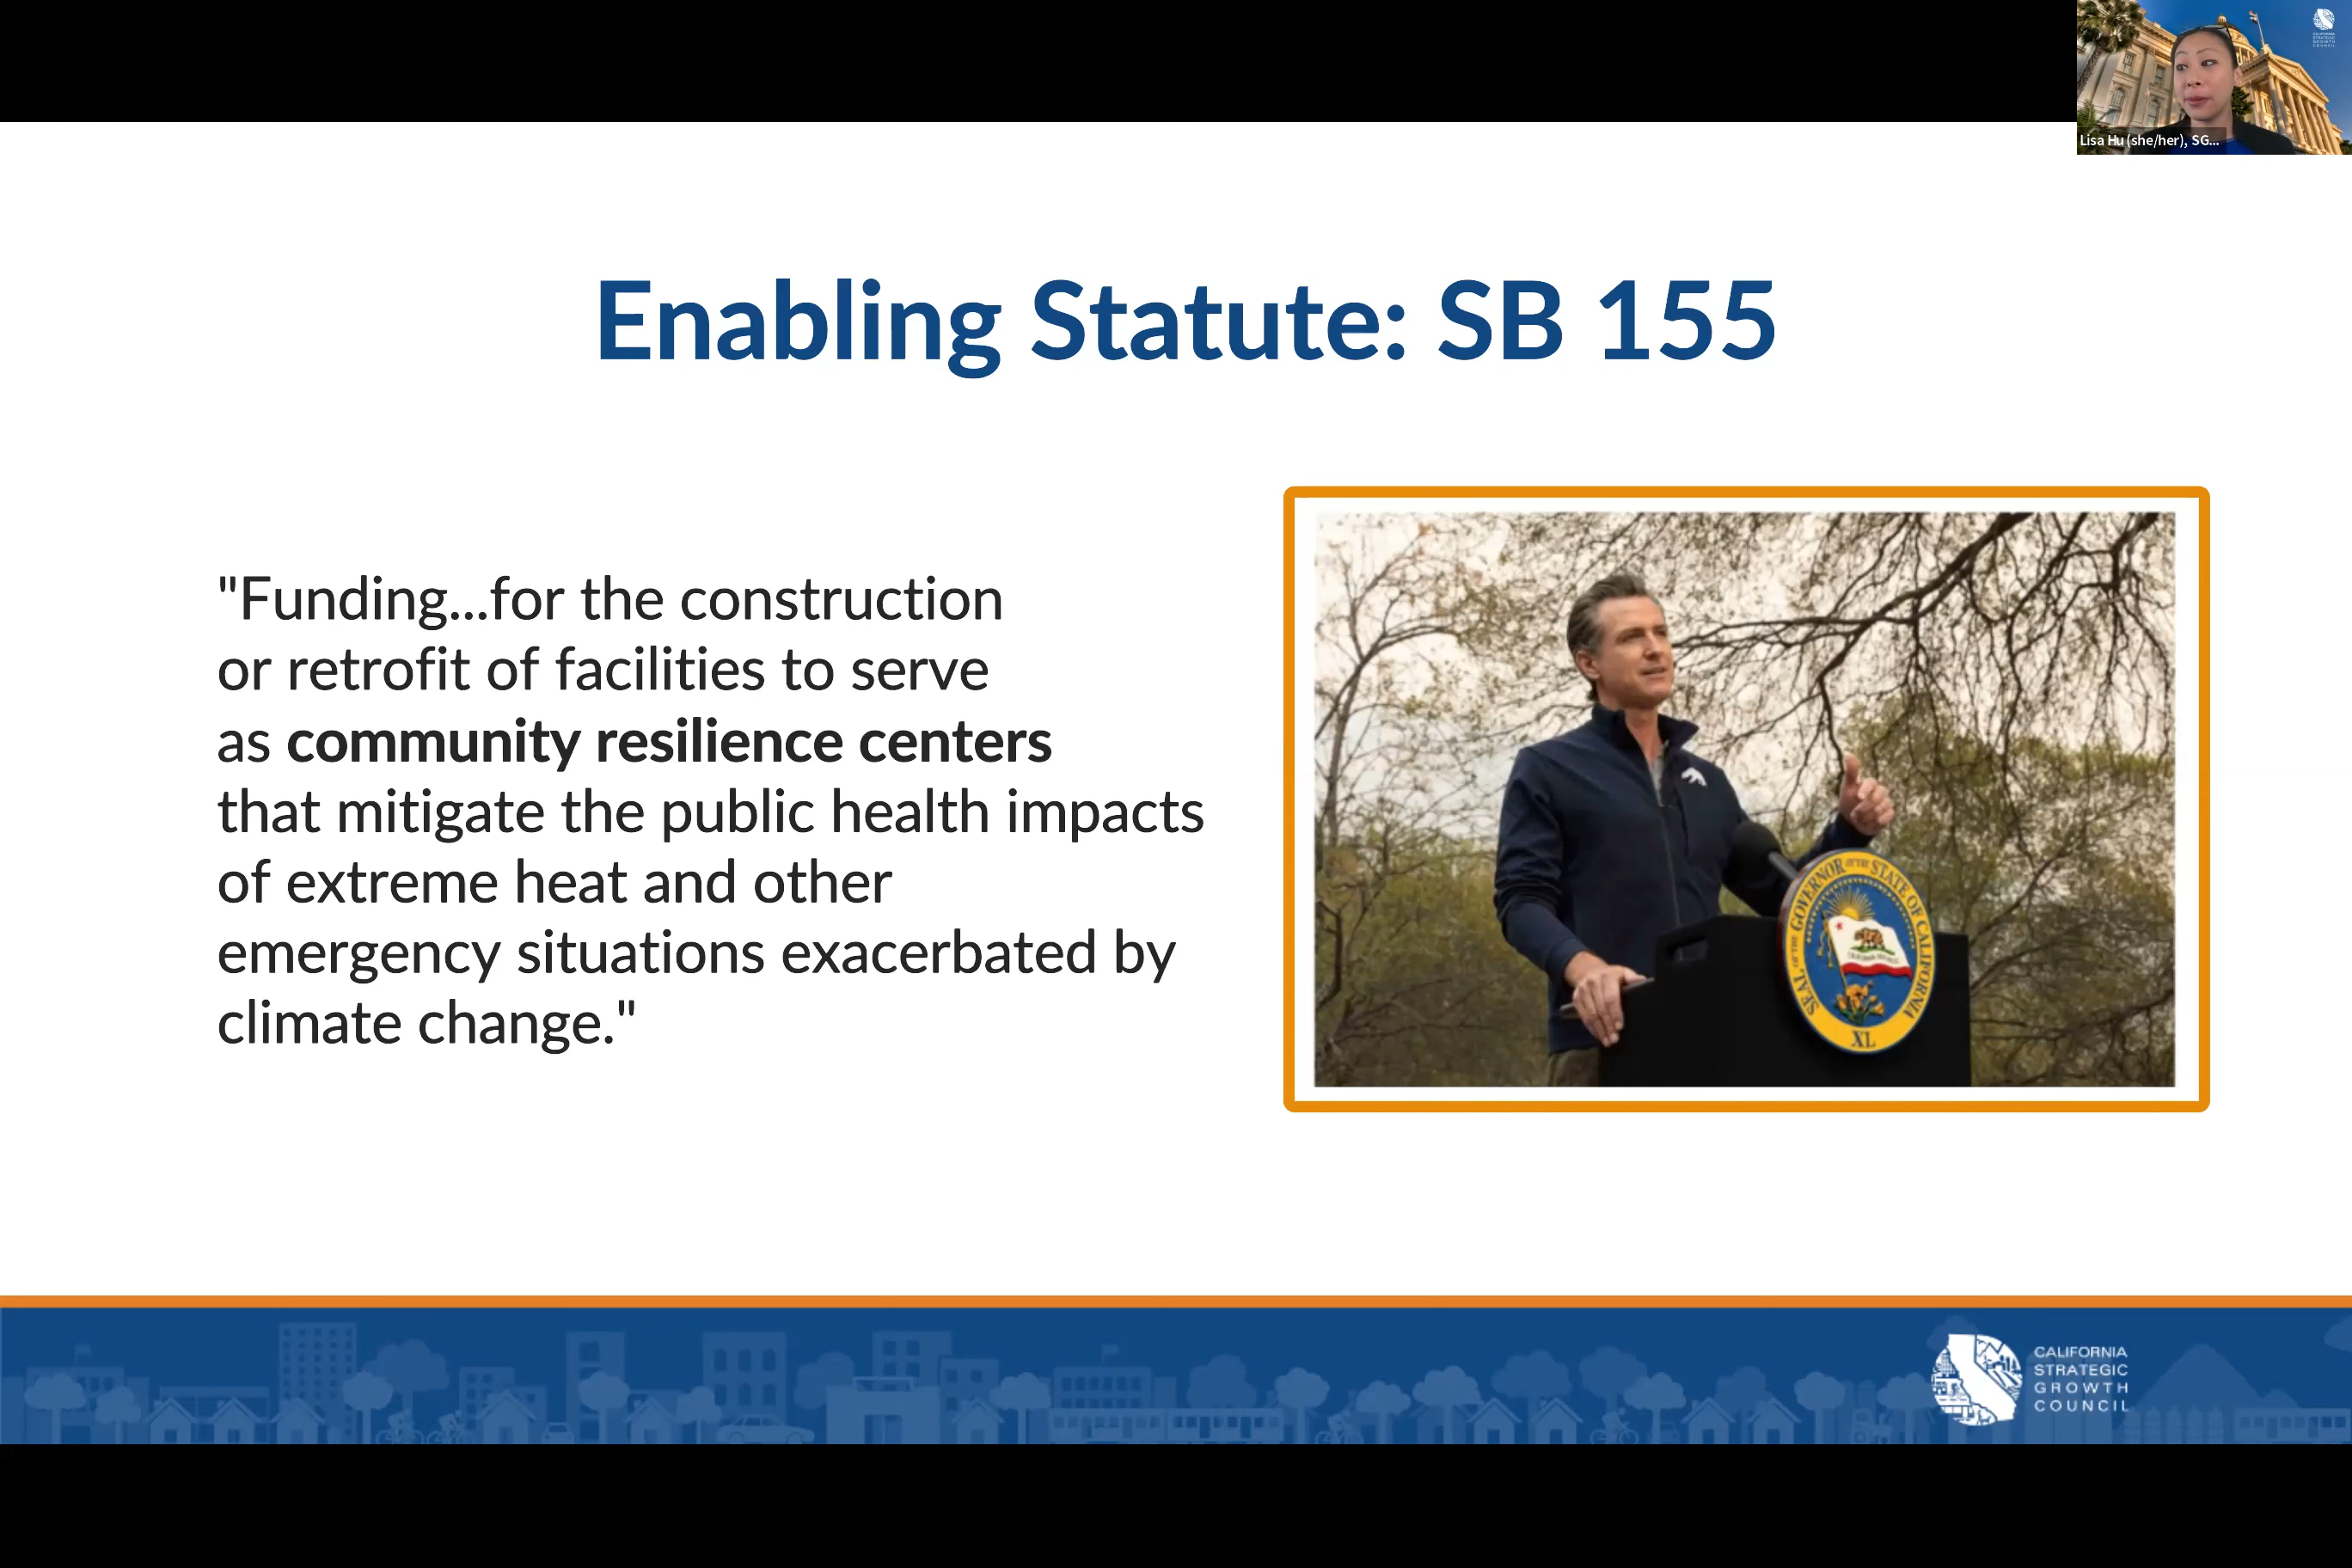 Lisa Hu (she/her), SG...
Enabling Statute: SB 155
"Funding...for the construction
or retrofit of facilities to serve
as community resilience centers
that mitigate the public health impacts
of extreme heat and other
emergency situations exacerbated by
climate change."
SEAL OF THE GOVERNOR OF THE STATE OF CALIFORNIA
XL
CALIFORNIA
STRATEGIC
GROWTH
COUNCIL